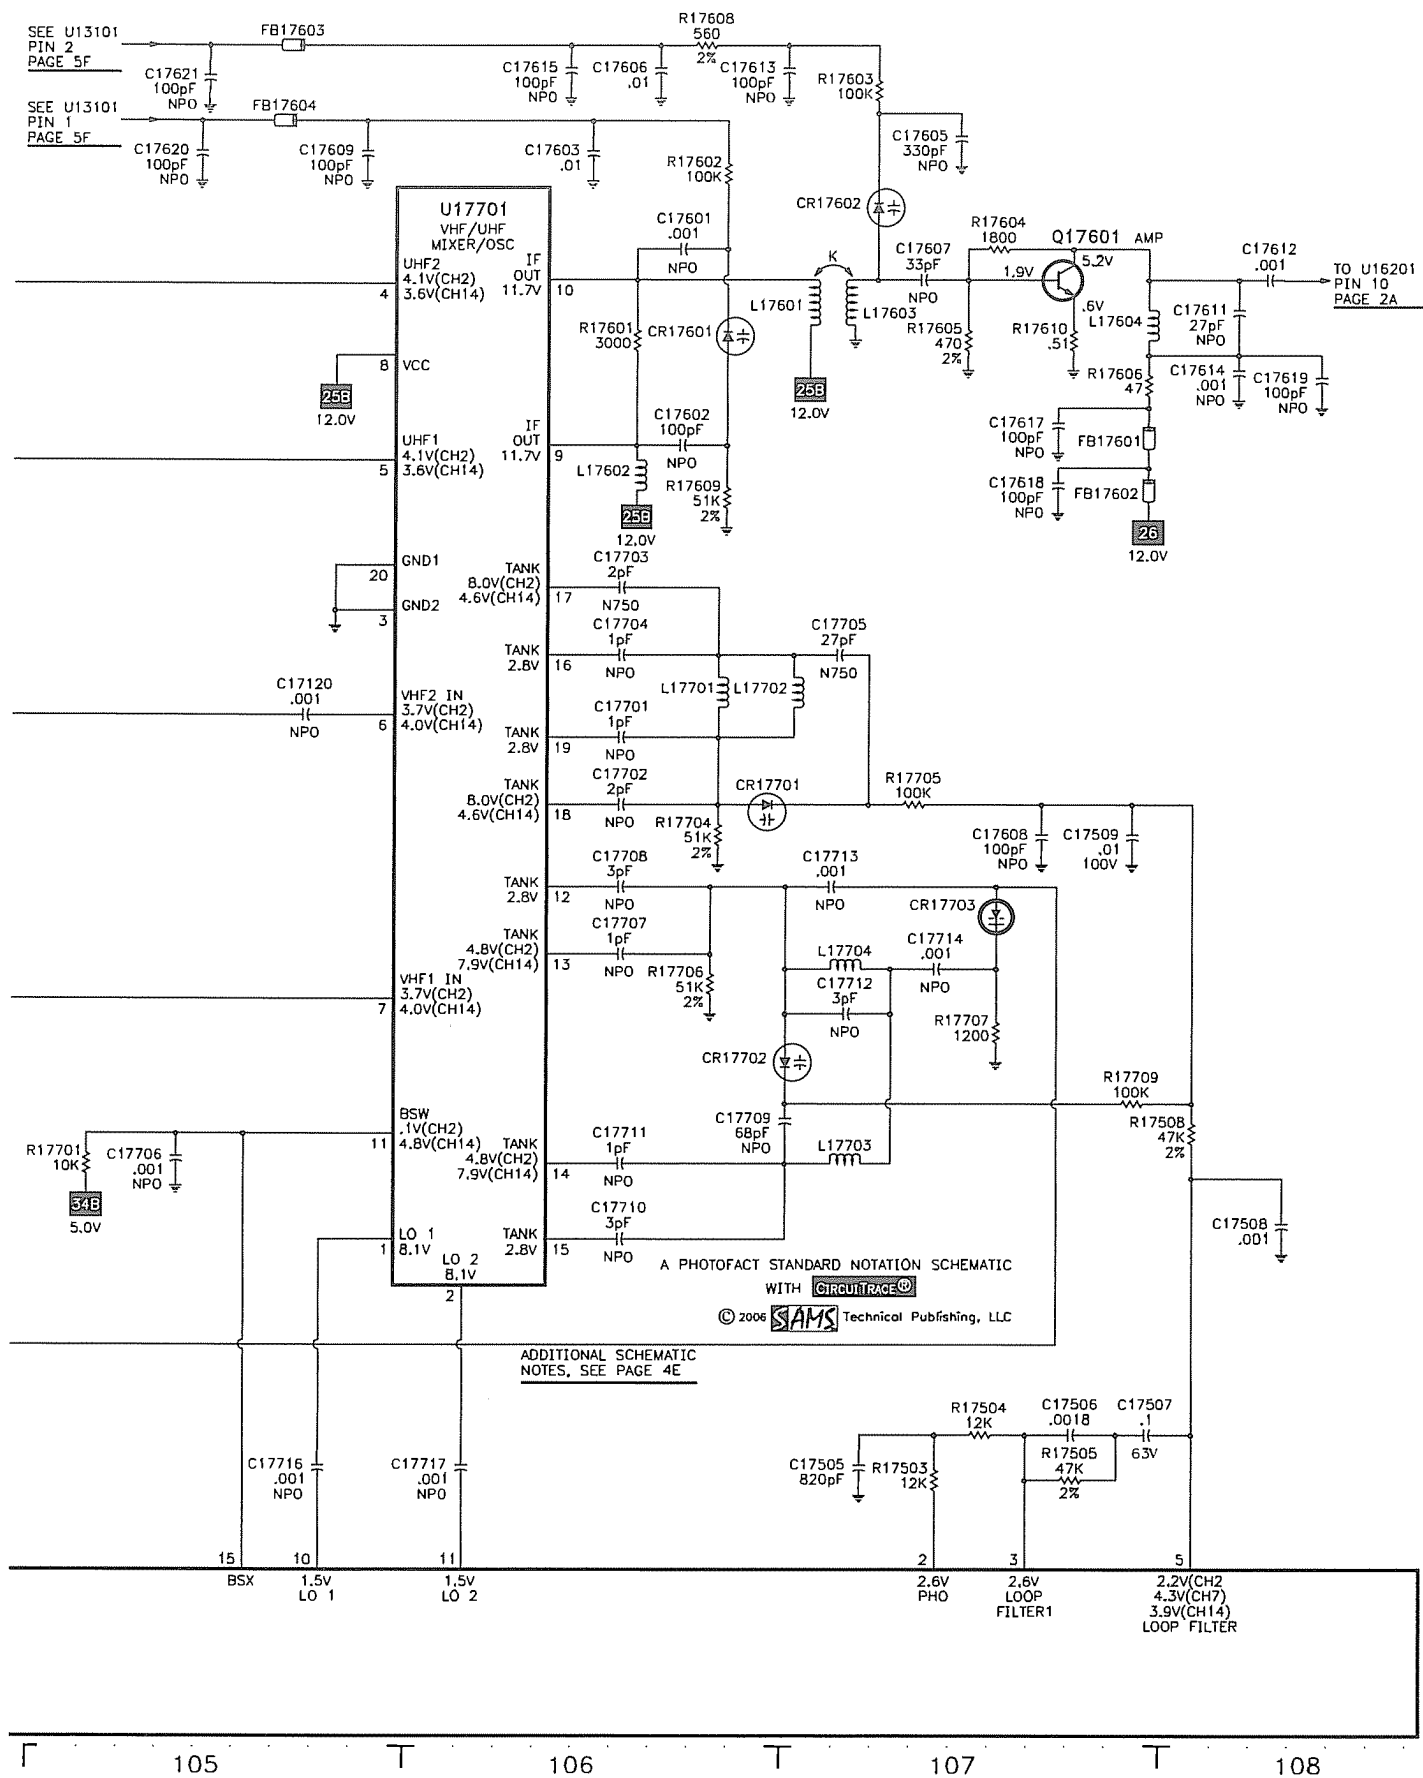 SEE U13101
PIN 2
PAGE 5F
FB17603
C17621
100pF
NPO
C17615
100pF
NPO
C17606
.01
R17608
560
2%
C17613
100pF
NPO
R17603
100K
C17605
330pF
NPO
SEE U13101
PIN 1
PAGE 5F
FB17604
C17620
100pF
NPO
C17609
100pF
NPO
C17603
.01
R17602
100K
CR17602
U17701
VHF/UHF
MIXER/OSC
C17601
.001
NPO
UHF2
4.1V(CH2)
3.6V(CH14)
4
IF
OUT
11.7V
10
K
L17601
L17603
C17607
33pF
NPO
R17604
1800
Q17601 AMP
5.2V
1.9V
.6V
C17612
.001
TO U16201
PIN 10
PAGE 2A
R17601
3000
CR17601
R17605
470
2%
R17610
.51
L17604
C17611
27pF
NPO
8
VCC
25B
12.0V
25B
12.0V
R17606
47
C17614
.001
NPO
C17619
100pF
NPO
UHF1
4.1V(CH2)
3.6V(CH14)
5
IF
OUT
11.7V
9
C17602
100pF
NPO
L17602
R17609
51K
2%
25B
12.0V
C17617
100pF
NPO
FB17601
C17618
100pF
NPO
FB17602
26
12.0V
GND1
20
GND2
3
TANK
8.0V(CH2)
4.6V(CH14)
17
C17703
2pF
N750
TANK
2.8V
16
C17704
1pF
NPO
C17705
27pF
N750
L17701
L17702
C17120
.001
NPO
VHF2 IN
3.7V(CH2)
4.0V(CH14)
6
TANK
2.8V
19
C17701
1pF
NPO
TANK
8.0V(CH2)
4.6V(CH14)
18
C17702
2pF
NPO
CR17701
R17705
100K
R17704
51K
2%
C17608
100pF
NPO
C17509
.01
100V
TANK
2.8V
12
C17708
3pF
NPO
C17713
.001
NPO
CR17703
TANK
4.8V(CH2)
7.9V(CH14)
13
C17707
1pF
NPO
R17706
51K
2%
L17704
C17714
.001
NPO
C17712
3pF
NPO
R17707
1200
VHF1 IN
3.7V(CH2)
4.0V(CH14)
7
CR17702
R17709
100K
R17508
47K
2%
BSW
.1V(CH2)
4.8V(CH14)
11
R17701
10K
C17706
.001
NPO
34B
5.0V
TANK
4.8V(CH2)
7.9V(CH14)
14
C17711
1pF
NPO
C17709
68pF
NPO
L17703
LO 1
8.1V
1
LO 2
8.1V
2
TANK
2.8V
15
C17710
3pF
NPO
C17508
.001
A PHOTOFACT STANDARD NOTATION SCHEMATIC
WITH CIRCUITRACE®
© 2006 SAMS Technical Publishing, LLC
ADDITIONAL SCHEMATIC
NOTES, SEE PAGE 4E
R17504
12K
C17506
.0018
C17507
.1
63V
C17505
820pF
R17503
12K
R17505
47K
2%
C17716
.001
NPO
C17717
.001
NPO
15
BSX
10
1.5V
LO 1
11
1.5V
LO 2
2
2.6V
PHO
3
2.6V
LOOP
FILTER1
5
2.2V(CH2
4.3V(CH7)
3.9V(CH14)
LOOP FILTER
105
106
107
108